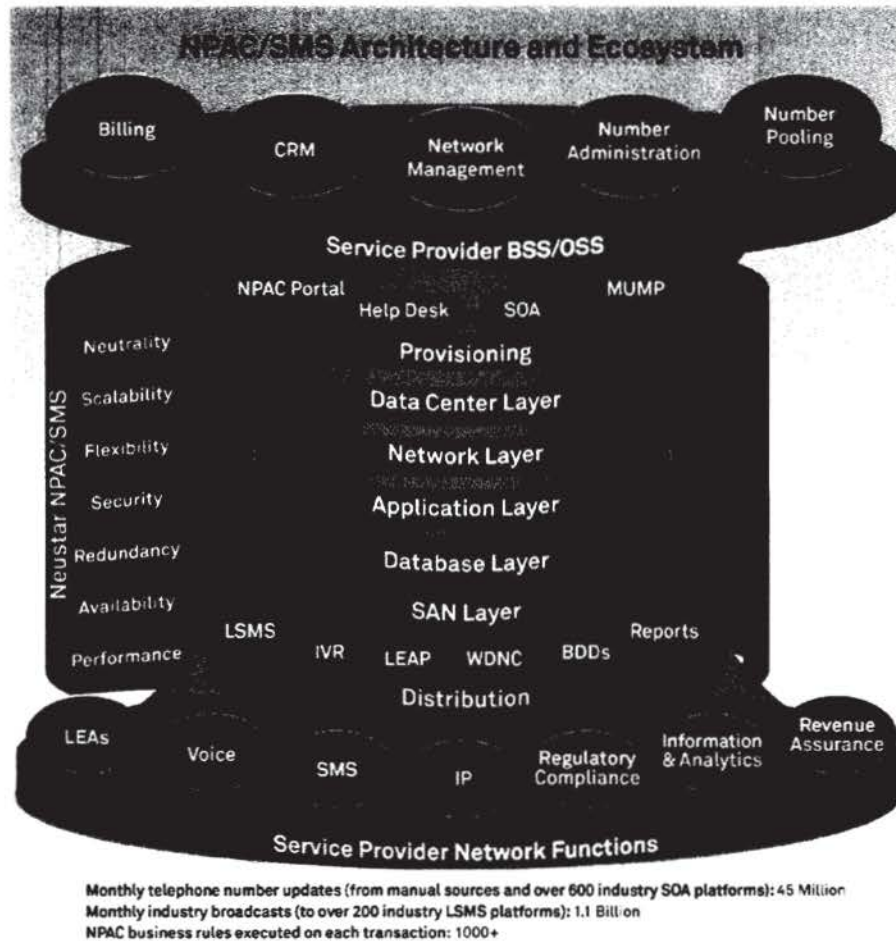 NPAC/SMS Architecture and Ecosystem
Billing
CRM
Network
Management
Number
Administration
Number
Pooling
Service Provider BSS/OSS
NPAC Portal
Help Desk
SOA
MUMP
Neustar NPAC/SMS
Neutrality
Scalability
Flexibility
Security
Redundancy
Availability
Performance
Provisioning
Data Center Layer
Network Layer
Application Layer
Database Layer
SAN Layer
LSMS
IVR
LEAP
WDNC
BDDs
Reports
Distribution
LEAs
Voice
SMS
IP
Regulatory
Compliance
Information
& Analytics
Revenue
Assurance
Service Provider Network Functions
Monthly telephone number updates (from manual sources and over 600 industry SOA platforms): 45 Million
Monthly industry broadcasts (to over 200 industry LSMS platforms): 1.1 Billion
NPAC business rules executed on each transaction: 1000+